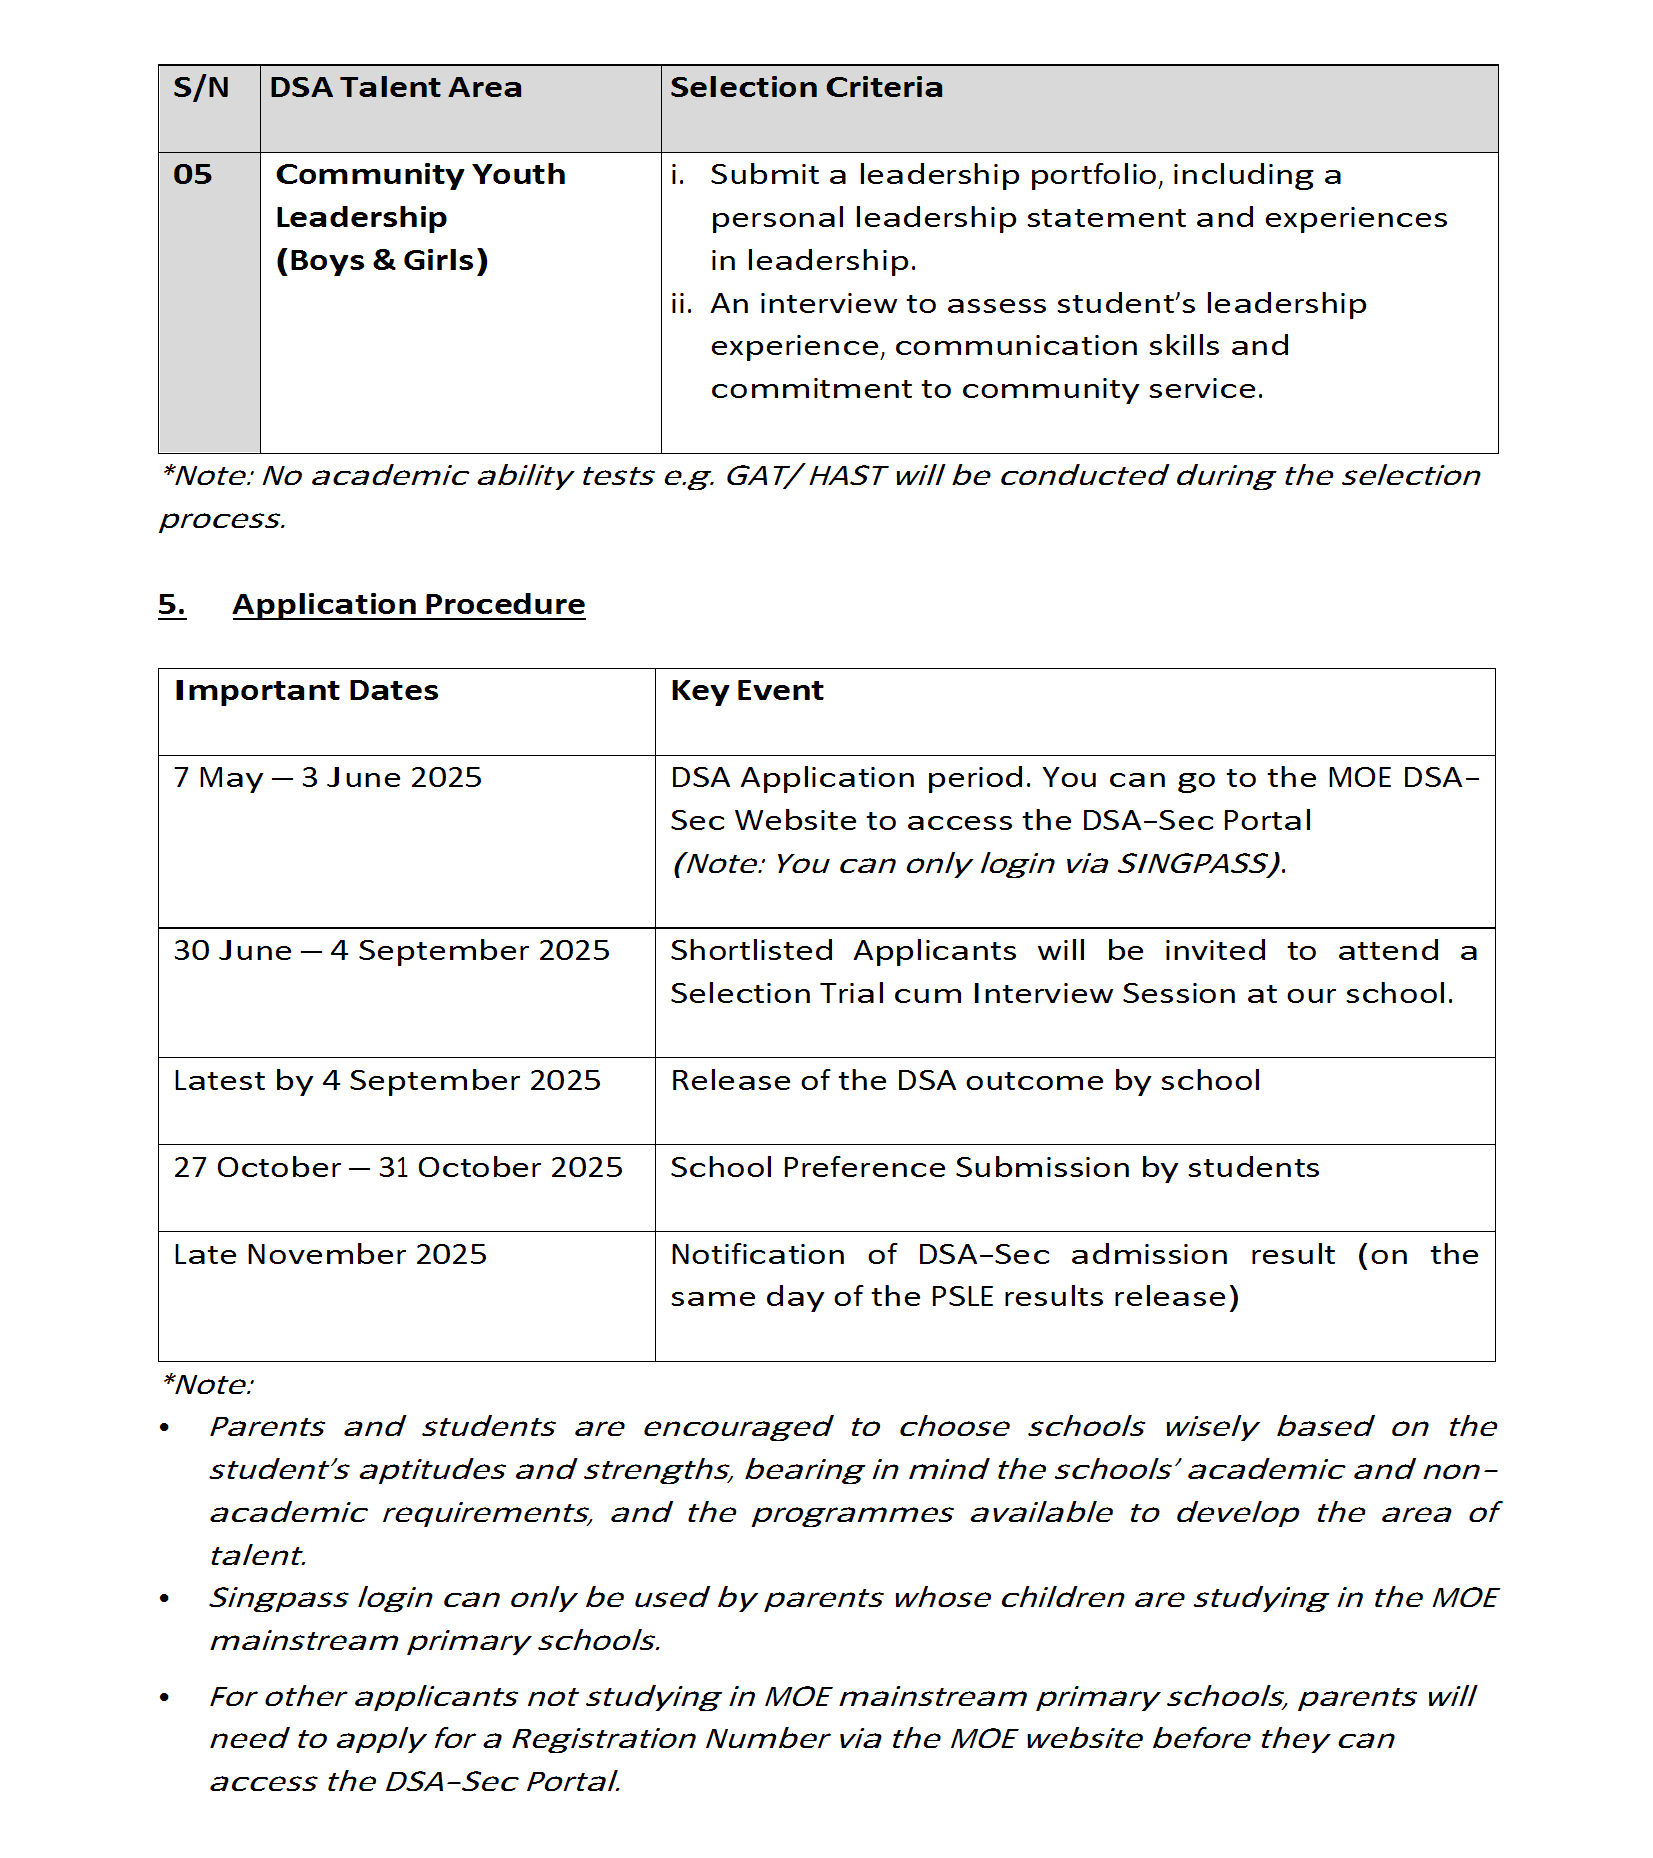 S/N DSA Talent Area Selection Criteria
05 Community Youth
Leadership
(Boys & Girls)
i. Submit a leadership portfolio, including a
personal leadership statement and experiences
in leadership.
ii. An interview to assess student’s leadership
experience, communication skills and
commitment to community service.
*Note: No academic ability tests e.g. GAT/ HAST will be conducted during the selection
process.
5. Application Procedure
Important Dates Key Event
7 May – 3 June 2025 DSA Application period. You can go to the MOE DSA-
Sec Website to access the DSA-Sec Portal
(Note: You can only login via SINGPASS).
30 June – 4 September 2025 Shortlisted Applicants will be invited to attend a
Selection Trial cum Interview Session at our school.
Latest by 4 September 2025 Release of the DSA outcome by school
27 October – 31 October 2025 School Preference Submission by students
Late November 2025 Notification of DSA-Sec admission result (on the
same day of the PSLE results release)
*Note:
• Parents and students are encouraged to choose schools wisely based on the
student’s aptitudes and strengths, bearing in mind the schools’ academic and non-
academic requirements, and the programmes available to develop the area of
talent.
• Singpass login can only be used by parents whose children are studying in the MOE
mainstream primary schools.
• For other applicants not studying in MOE mainstream primary schools, parents will
need to apply for a Registration Number via the MOE website before they can
access the DSA-Sec Portal.